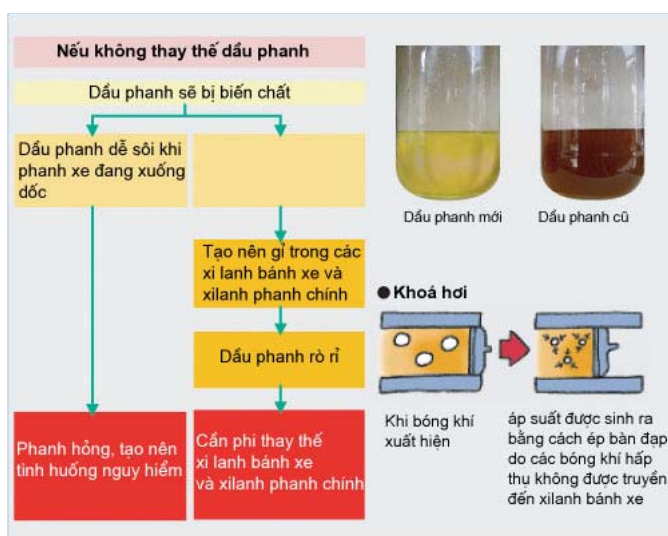 Nếu không thay thế dầu phanh
Dầu phanh sẽ bị biến chất
Dầu phanh dễ sôi khi
phanh xe đang xuống
dốc
Tạo nên gỉ trong các
xi lanh bánh xe và
xilanh phanh chính
Dầu phanh rò rỉ
Phanh hỏng, tạo nên
tình huống nguy hiểm
Cần phi thay thế
xi lanh bánh xe
và xilanh phanh chính
Dầu phanh mới
Dầu phanh cũ
● Khoá hơi
Khi bóng khí
xuất hiện
áp suất được sinh ra
bằng cách ép bàn đạp
do các bóng khí hấp
thụ không được truyền
đến xilanh bánh xe